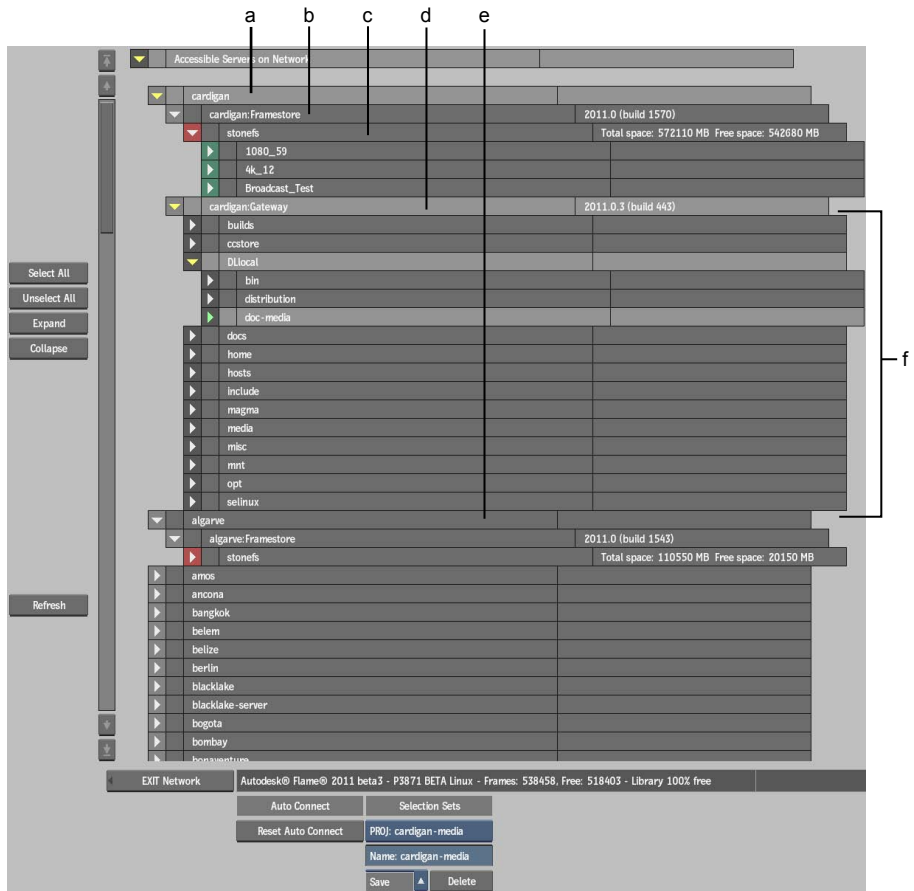 a b c d e
Accessible Servers on Network
cardigan
cardigan:Framestore 2011.0 (build 1570)
stonefs Total space: 572110 MB Free space: 542680 MB
1080_59
4k_12
Broadcast_Test
cardigan:Gateway 2011.0.3 (build 443)
builds
ccstore
Select All DLlocal
Unselect All bin
distribution
Expand doc-media
Collapse docs
home
f
hosts
include
magma
media
misc
mnt
opt
selinux
algarve
algarve:Framestore 2011.0 (build 1543)
stonefs Total space: 110550 MB Free space: 20150 MB
amos
ancona
Refresh bangkok
belem
belize
berlin
blacklake
blacklake-server
bogota
bombay
bonaventure
EXIT Network Autodesk® Flame® 2011 beta3 - P3871 BETA Linux - Frames: 538458, Free: 518403 - Library 100% free
Auto Connect Selection Sets
Reset Auto Connect PROJ: cardigan-media
Name: cardigan-media
Save Delete